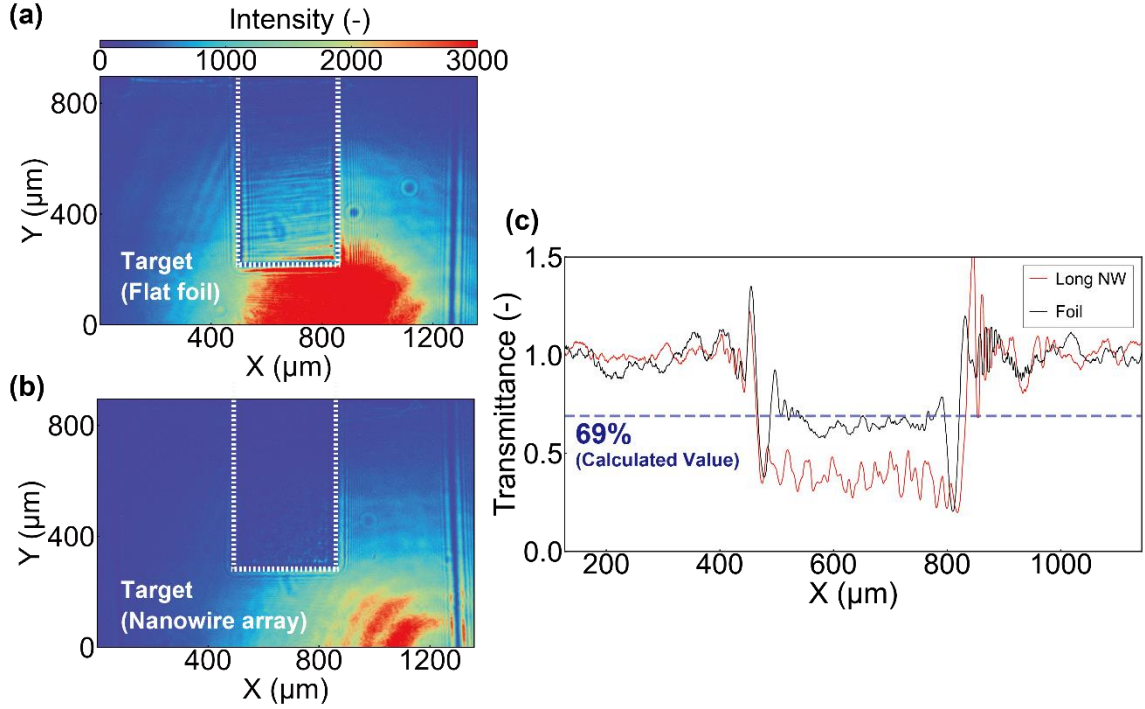 (a)
Intensity (-)
0 1000 2000 3000
800
400
0
Y (µm)
Target
(Flat foil)
400 800 1200
X (µm)
(b)
800
400
0
Y (µm)
Target
(Nanowire array)
400 800 1200
X (µm)
(c)
1.5
1.0
0.5
0.0
Transmittance (-)
Long NW
Foil
69%
(Calculated Value)
200 400 600 800 1000
X (µm)